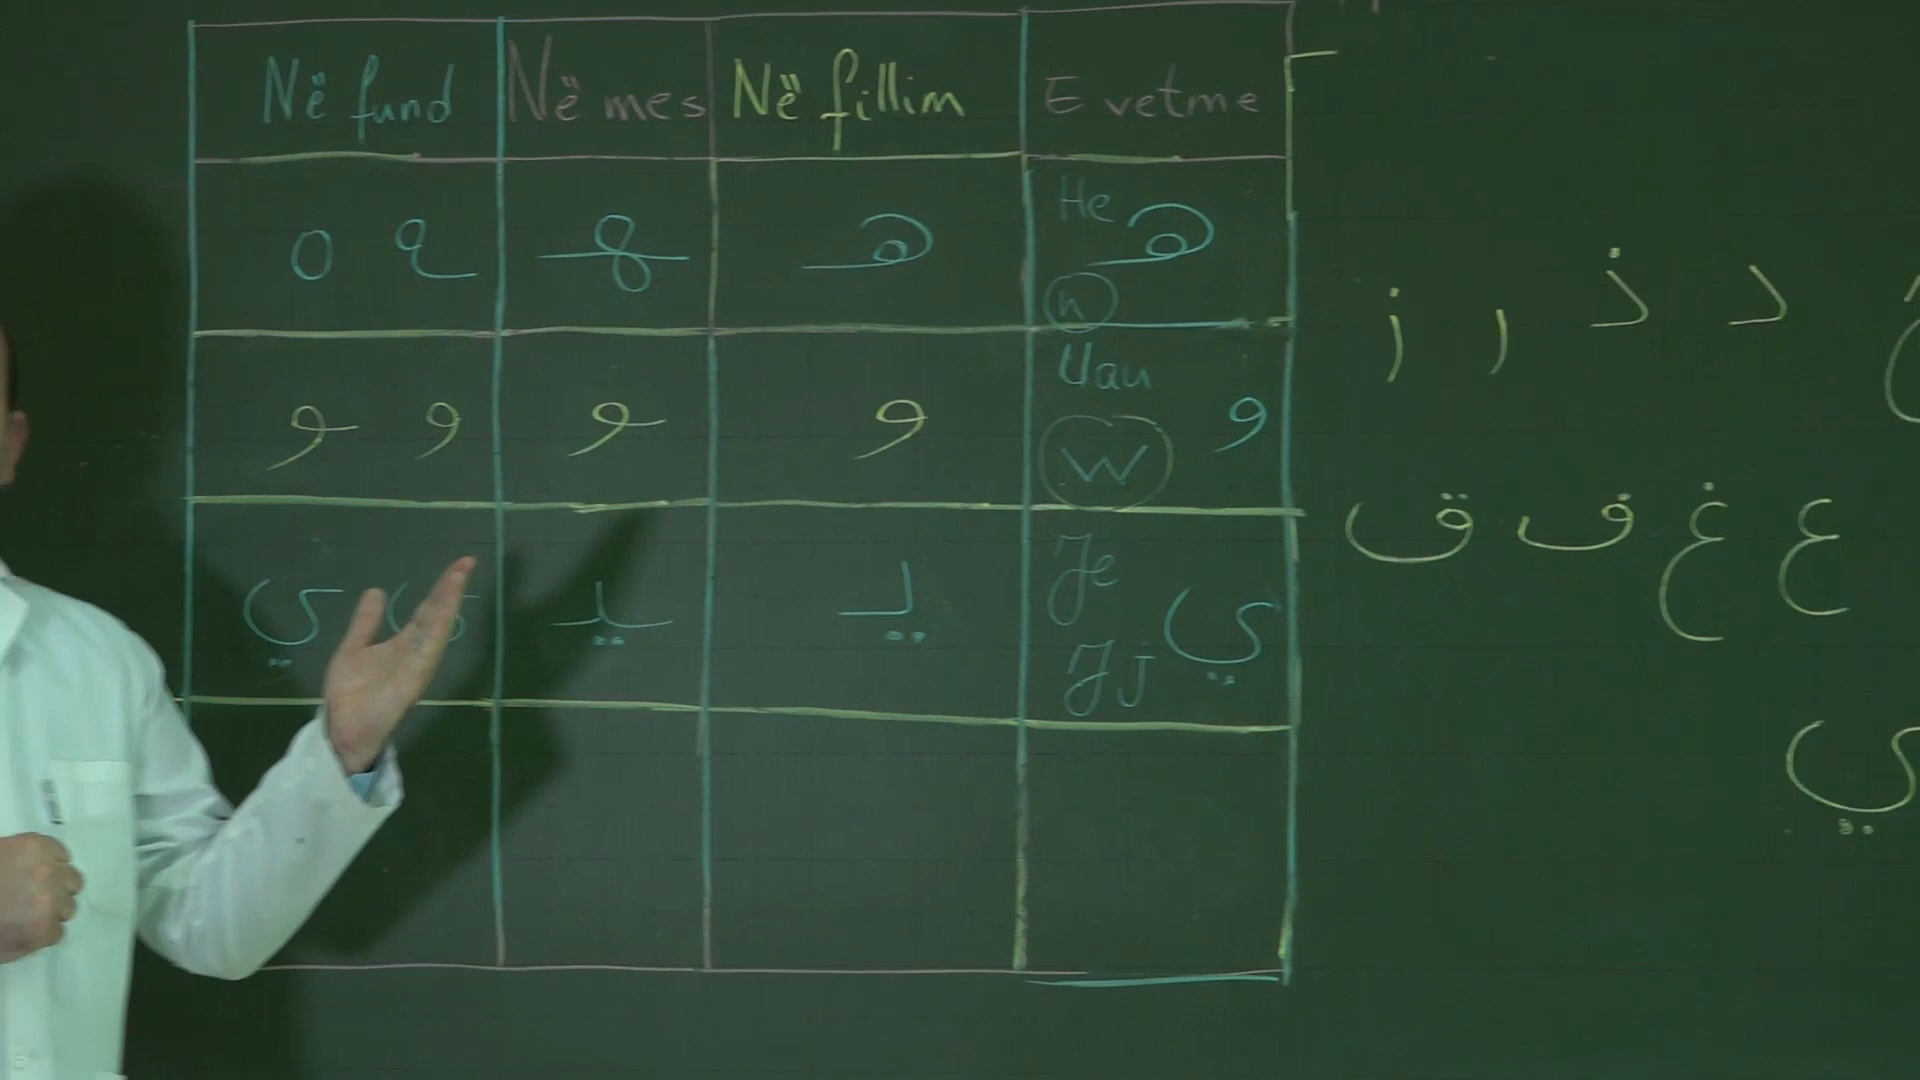 Në fund Në mes Në fillim E vetme
ه ـه ـهـ هـ He هـ
h
و ـو ـو و Uau و
W
ـي ي ـيـ يـ Je ي
Jj
ز ر ذ د
ق ف غ ع
ي